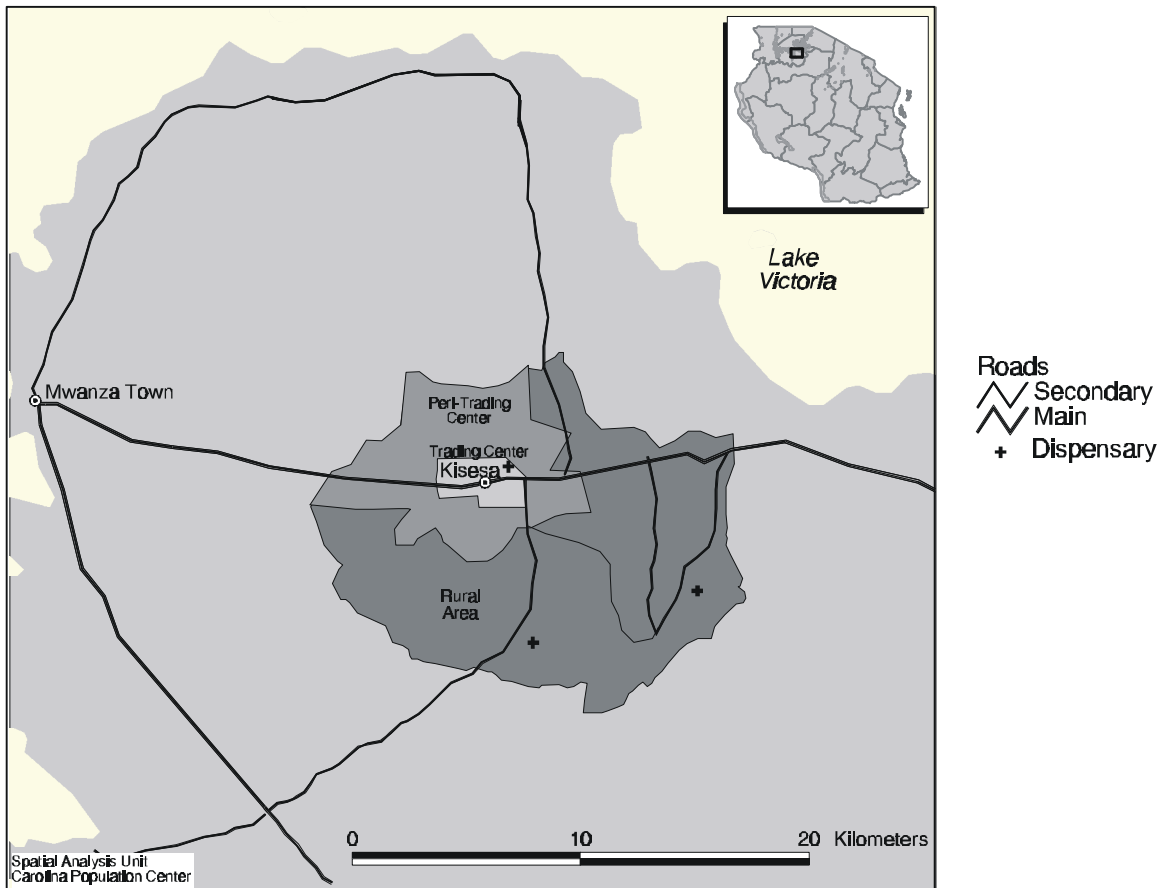 Lake
Victoria
Mwanza Town
Peri-Trading
Center
Trading Center
Kisesa
Rural
Area
Roads
Secondary
Main
Dispensary
0 10 20 Kilometers
Spatial Analysis Unit
Carolina Population Center